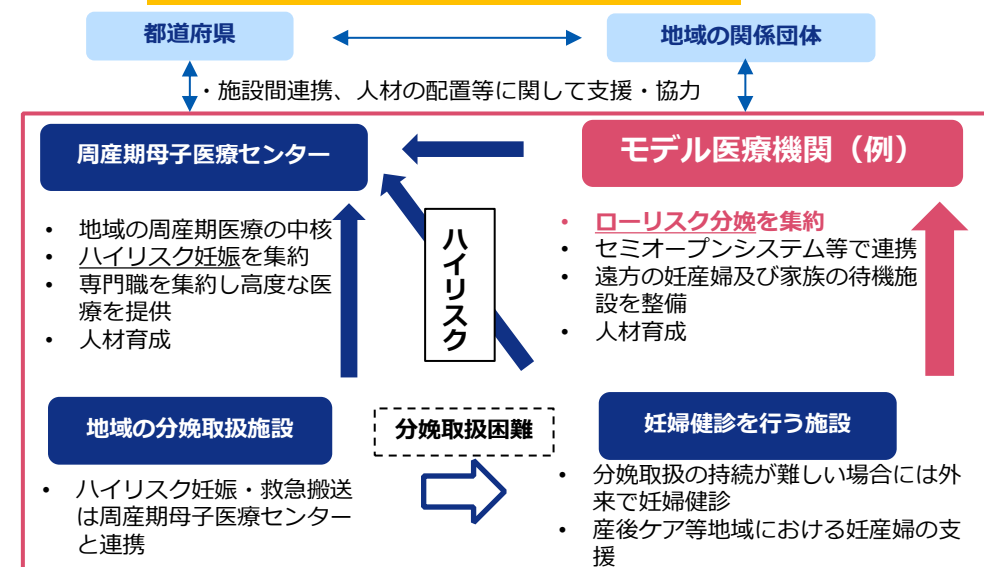 都道府県
地域の関係団体
・施設間連携、人材の配置等に関して支援・協力
周産期母子医療センター
モデル医療機関（例）
• 地域の周産期医療の中核
• ハイリスク妊娠を集約
• 専門職を集約し高度な医
療を提供
• 人材育成
ハイリスク
• ローリスク分娩を集約
• セミオープンシステム等で連携
• 遠方の妊産婦及び家族の待機施
設を整備
• 人材育成
地域の分娩取扱施設
分娩取扱困難
妊婦健診を行う施設
• ハイリスク妊娠・救急搬送
は周産期母子医療センター
と連携
• 分娩取扱の持続が難しい場合には外
来で妊婦健診
• 産後ケア等地域における妊産婦の支
援